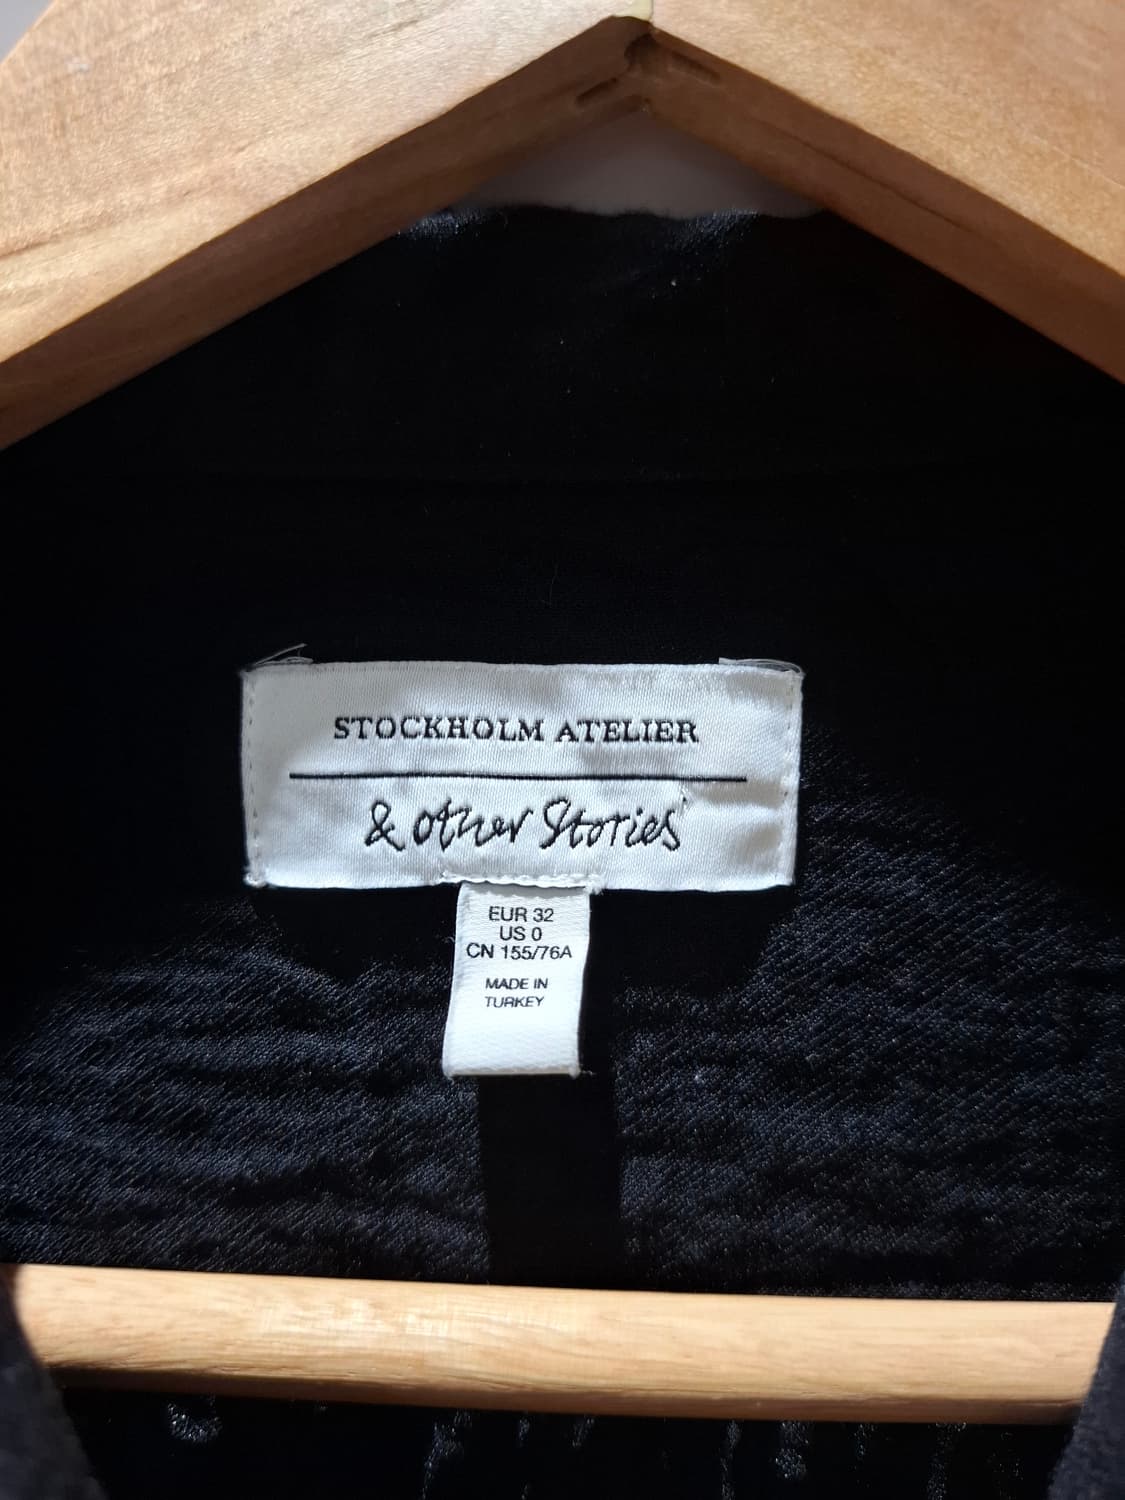 STOCKHOLM ATELIER
& other Stories
EUR 32
US 0
CN 155/76A
MADE IN
TURKEY